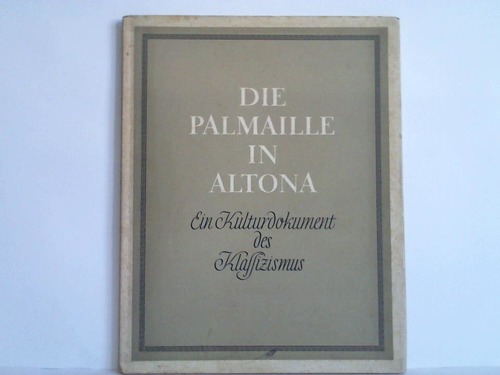 DIE
PALMAILLE
IN
ALTONA
Ein Kulturdokument
des
Klaſſizismus